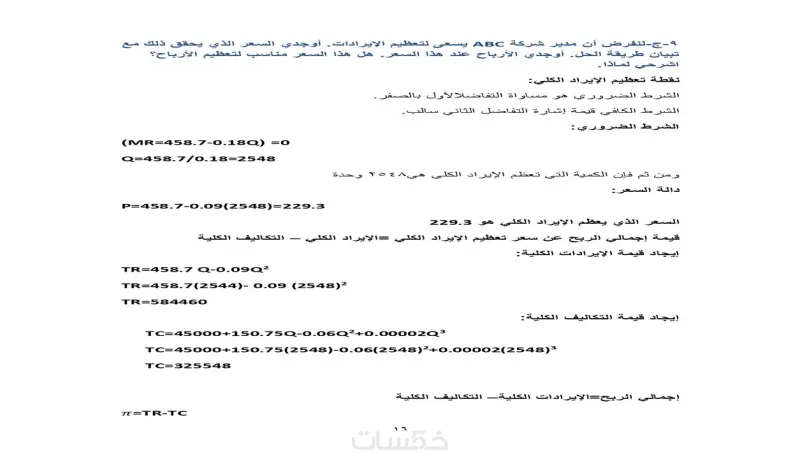 ٩-ج-لنفرض أن مدير شركة ABC يسعى لتعظيم الإيرادات. أوجدي السعر الذي يحقق ذلك مع
تبيان طريقة الحل. أوجدي الأرباح عند هذا السعر. هل هذا السعر مناسب لتعظيم الأرباح؟
اشرحي لماذا.
نقطة تعظيم الإيراد الكلي:
الشرط الضروري هو مساواة التفاضلالأول بالصفر.
الشرط الكافي قيمة إشارة التفاضل الثاني سالب.
الشرط الضروري:
(MR=458.7-0.18Q) =0
Q=458.7/0.18=2548
ومن ثم فإن الكمية التي تعظم الإيراد الكلي هي٢٥٤٨ وحدة
دالة السعر:
P=458.7-0.09(2548)=229.3
السعر الذي يعظم الإيراد الكلي هو 229.3
قيمة إجمالي الربح عن سعر تعظيم الإيراد الكلي =الإيراد الكلي – التكاليف الكلية
إيجاد قيمة الإيرادات الكلية:
TR=458.7 Q-0.09Q²
TR=458.7(2544)- 0.09 (2548)²
TR=584460
إيجاد قيمة التكاليف الكلية:
TC=45000+150.75Q-0.06Q²+0.00002Q³
TC=45000+150.75(2548)-0.06(2548)²+0.00002(2548)³
TC=325548
إجمالي الربح=الإيرادات الكلية– التكاليف الكلية
π=TR-TC
١٦
خمسات